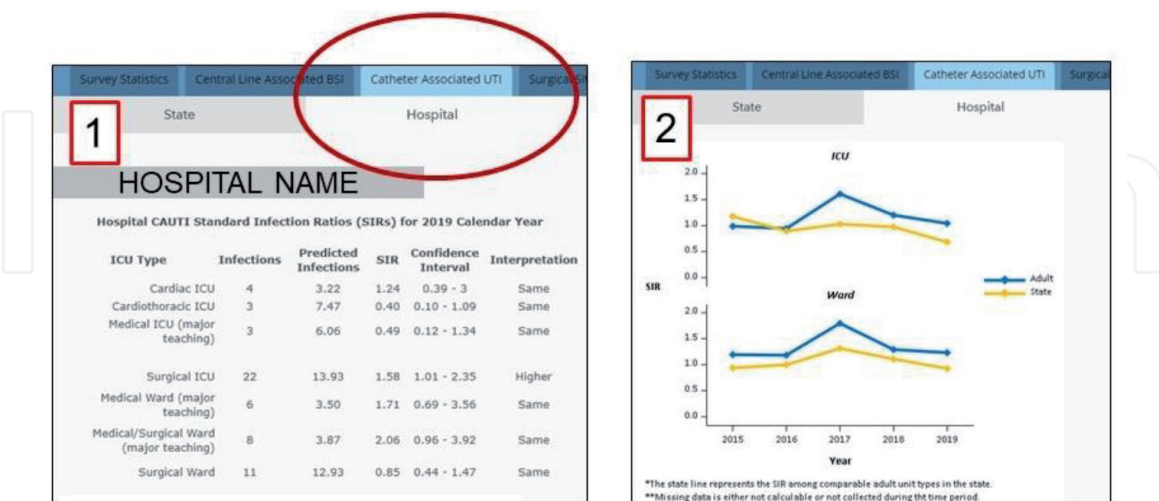 Survey Statistics Central Line Associated BSI Catheter Associated UTI Surgical
State Hospital
1
HOSPITAL NAME
Hospital CAUTI Standard Infection Ratios (SIRs) for 2019 Calendar Year
ICU Type Infections Predicted Infections SIR Confidence Interval Interpretation
Cardiac ICU 4 3.22 1.24 0.39 - 3 Same
Cardiothoracic ICU 3 7.47 0.40 0.10 - 1.09 Same
Medical ICU (major teaching) 3 6.06 0.49 0.12 - 1.34 Same
Surgical ICU 22 13.93 1.58 1.01 - 2.35 Higher
Medical Ward (major teaching) 6 3.50 1.71 0.69 - 3.56 Same
Medical/Surgical Ward (major teaching) 8 3.87 2.06 0.96 - 3.92 Same
Surgical Ward 11 12.93 0.85 0.44 - 1.47 Same
Survey Statistics Central Line Associated BSI Catheter Associated UTI Surgical
State Hospital
2
ICU
2.0
1.5
1.0
0.5
0.0
SIR
Adult
State
Ward
2.0
1.5
1.0
0.5
0.0
2015 2016 2017 2018 2019
Year
*The state line represents the SIR among comparable adult unit types in the state.
**Missing data is either not calculable or not collected during tht time period.